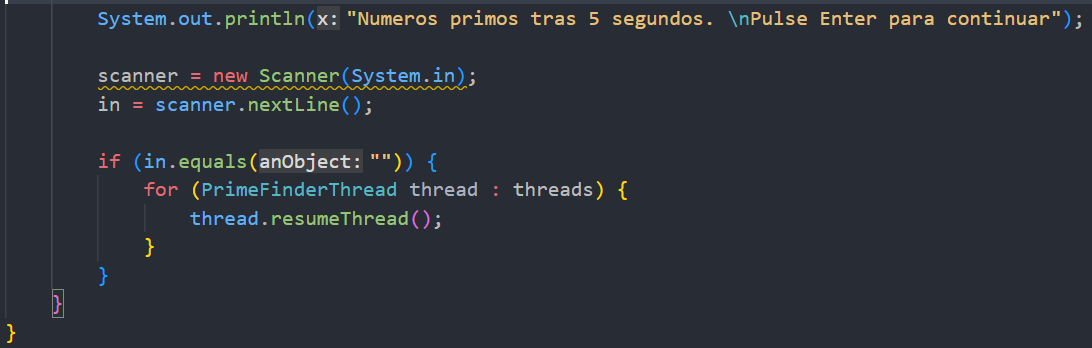 System.out.println(x: "Numeros primos tras 5 segundos. \nPulse Enter para continuar");
scanner = new Scanner(System.in);
in = scanner.nextLine();
if (in.equals(anObject: "")) {
for (PrimeFinderThread thread : threads) {
thread.resumeThread();
}
}
}
}